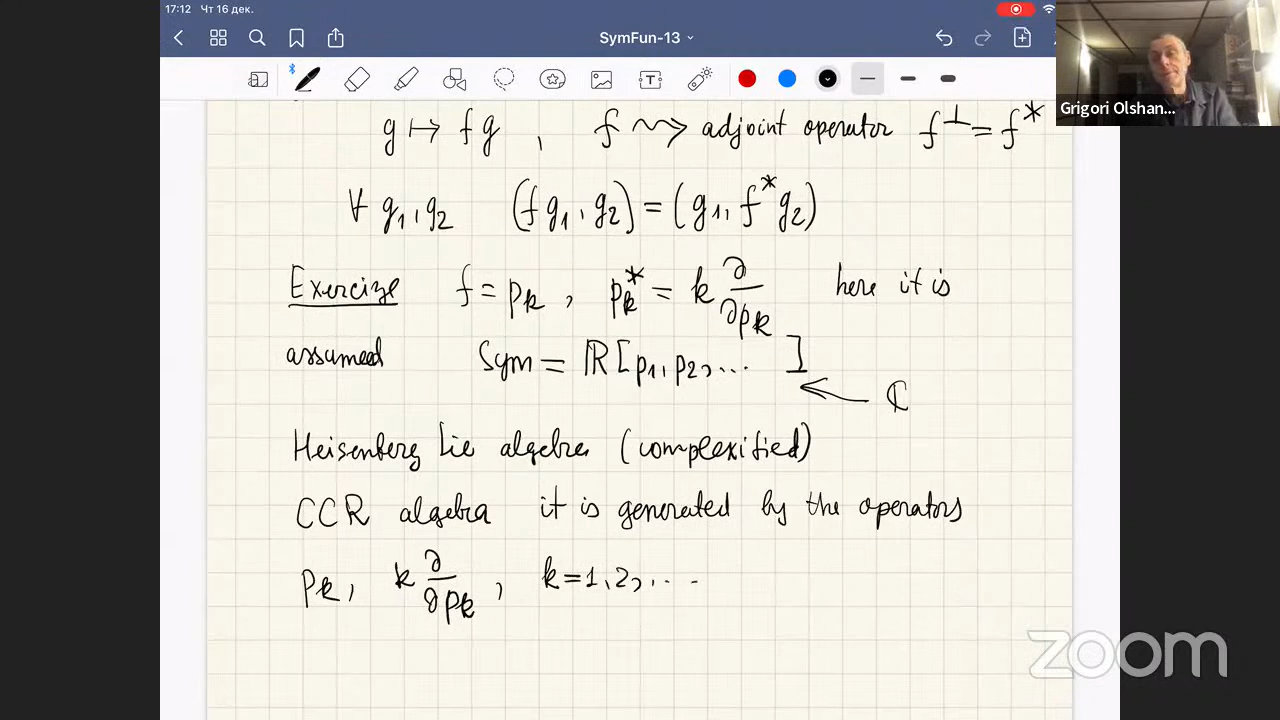 17:12 Чт 16 дек.
SymFun-13
Grigori Olshan...
g ↦ fg , f ⇝ adjoint operator f^⊥ = f^*
∀ g_1, g_2 (f g_1, g_2) = (g_1, f^* g_2)
Exercize f = p_k , p_k^* = k ∂/∂p_k here it is
assumed Sym = ℝ[p_1, p_2, ... ]
← ℂ
Heisenberg Lie algebra (complexified)
CCR algebra it is generated by the operators
p_k, k ∂/∂p_k , k = 1, 2, ...
zoom